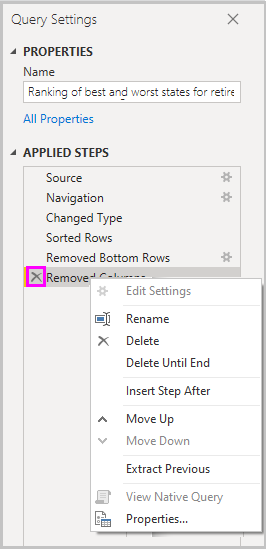 Query Settings
PROPERTIES
Name
Ranking of best and worst states for retire
All Properties
APPLIED STEPS
Source
Navigation
Changed Type
Sorted Rows
Removed Bottom Rows
Removed Columns
Edit Settings
Rename
Delete
Delete Until End
Insert Step After
Move Up
Move Down
Extract Previous
View Native Query
Properties...